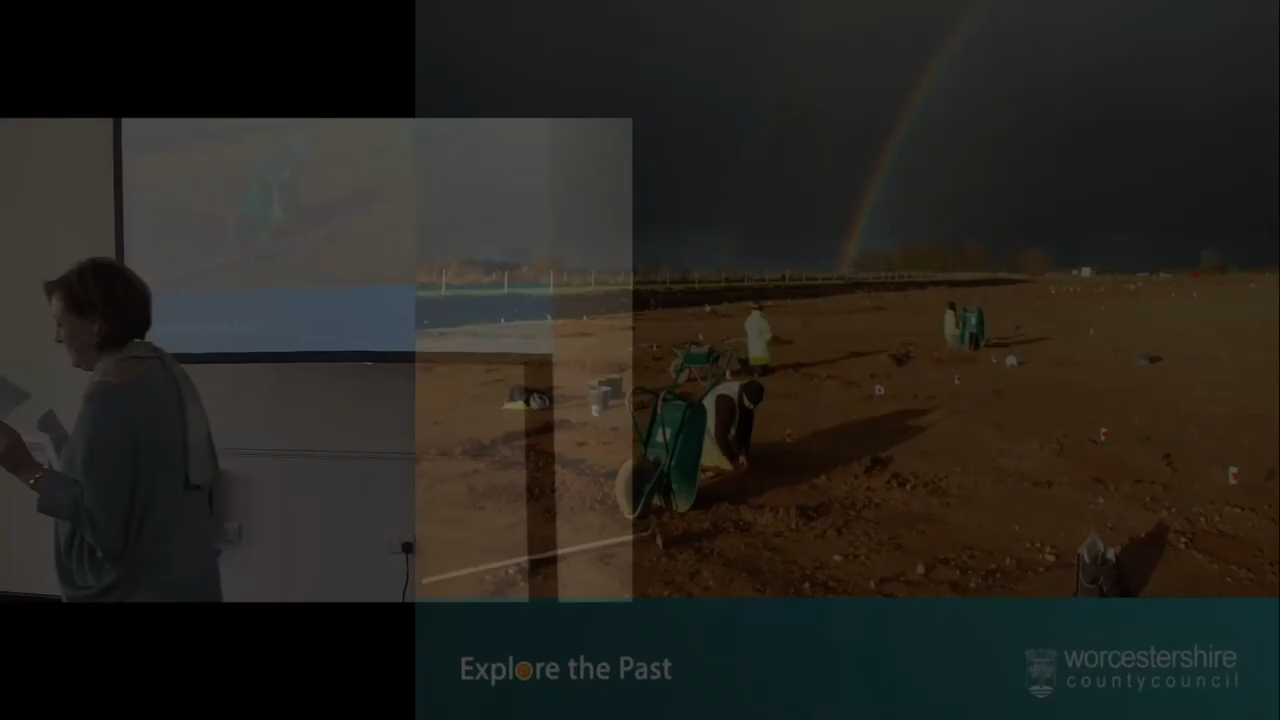 Explore the Past
worcestershire
countycouncil